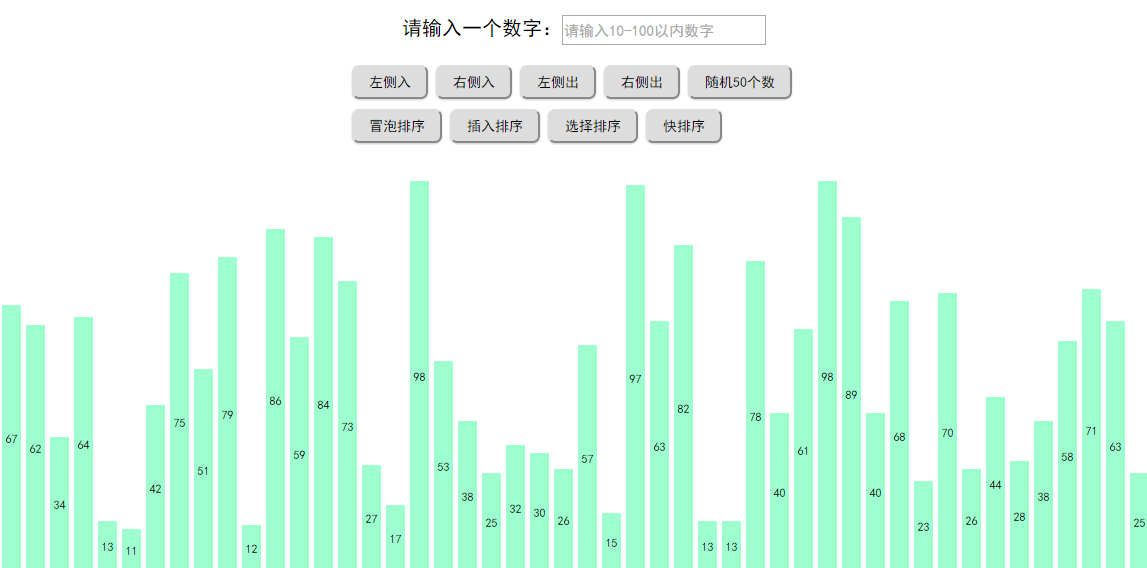 请输入一个数字： 请输入10-100以内数字
左侧入 右侧入 左侧出 右侧出 随机50个数
冒泡排序 插入排序 选择排序 快排序
67 62 34 64 13 11 42 75 51 79 12 86 59 84 73 27 17 98 53 38 25 32 30 26 57 15 97 63 82 13 13 78 40 61 98 89 40 68 23 70 26 44 28 38 58 71 63 25